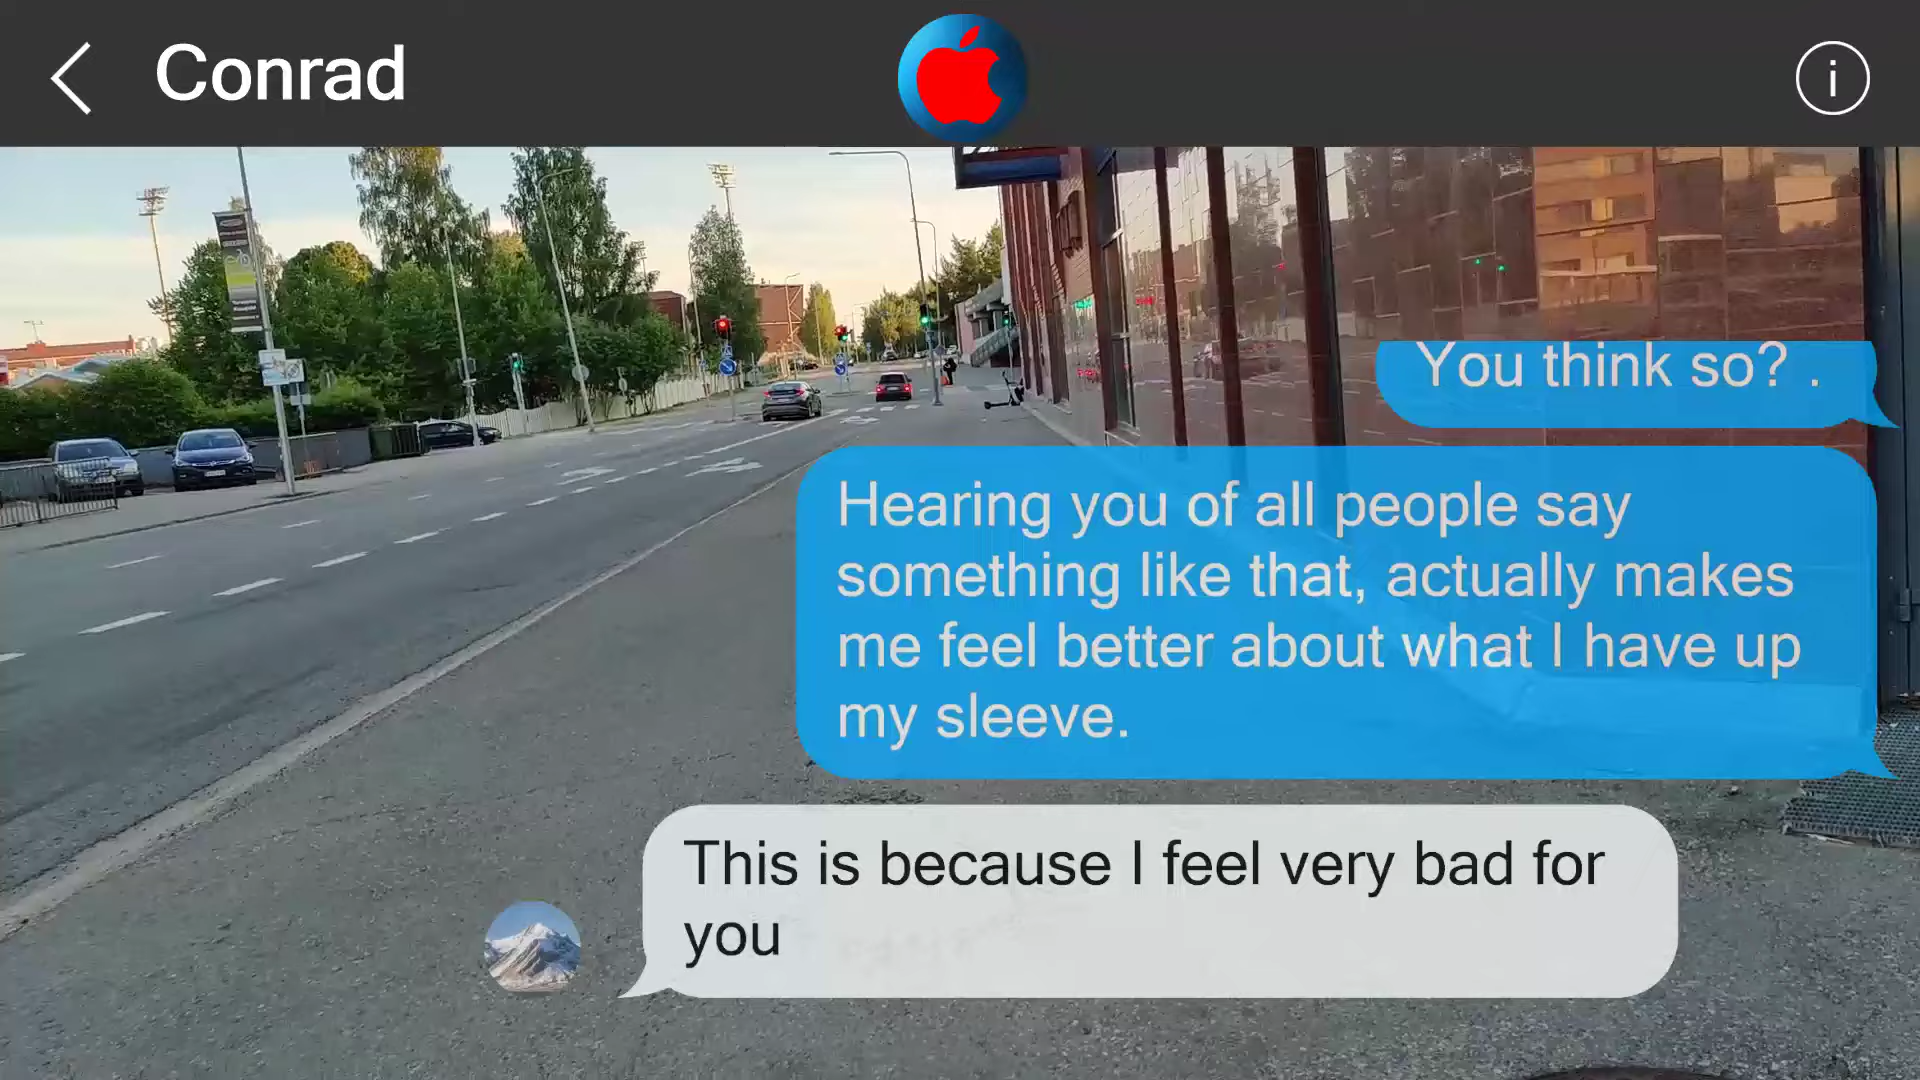 Conrad
i
You think so? .
Hearing you of all people say
something like that, actually makes
me feel better about what I have up
my sleeve.
This is because I feel very bad for
you